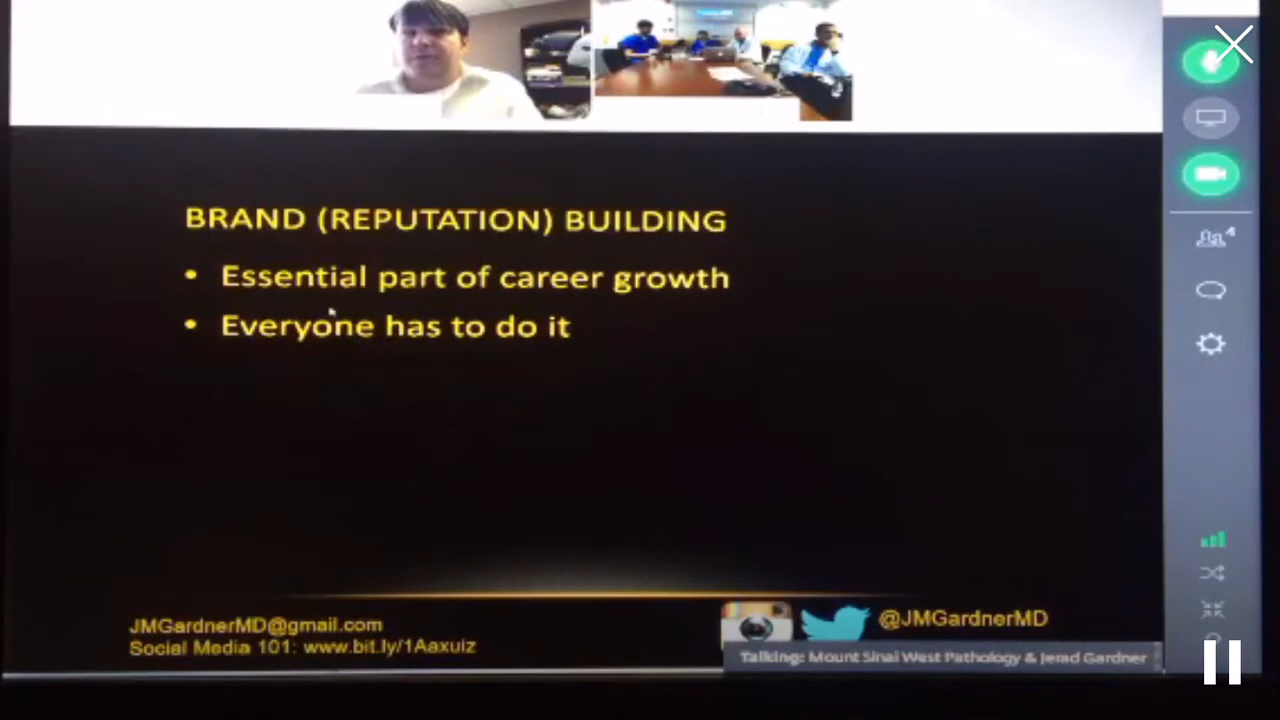 BRAND (REPUTATION) BUILDING
• Essential part of career growth
• Everyone has to do it
JMGardnerMD@gmail.com
@JMGardnerMD
Social Media 101: www.bit.ly/1Aaxuiz
Talking: Mount Sinai West Pathology & Jerad Gardner
4